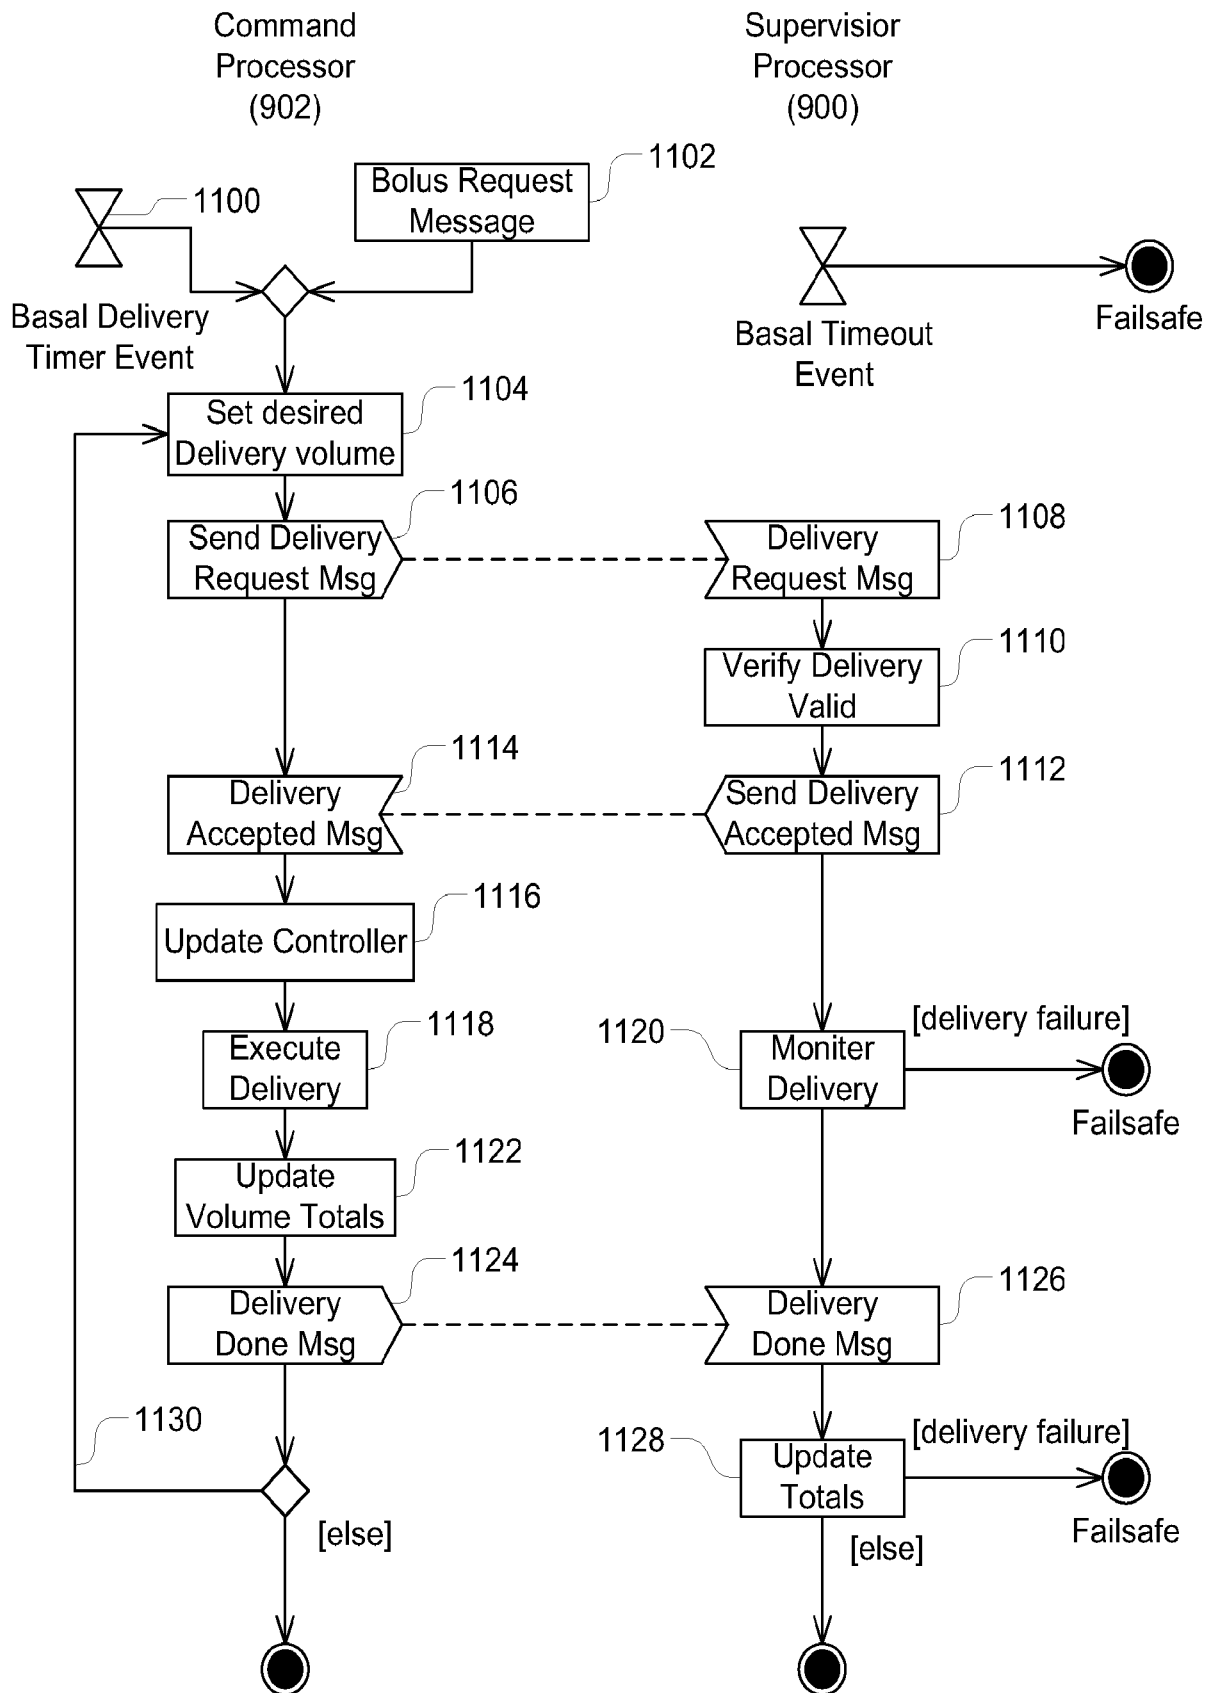 Command
Processor
(902)
Supervisior
Processor
(900)
1102
Bolus Request
Message
1100
Basal Delivery
Timer Event
Basal Timeout
Event
Failsafe
1104
Set desired
Delivery volume
1106
Send Delivery
Request Msg
1108
Delivery
Request Msg
1110
Verify Delivery
Valid
1114
Delivery
Accepted Msg
1112
Send Delivery
Accepted Msg
1116
Update Controller
1118
Execute
Delivery
1120
Moniter
Delivery
[delivery failure]
Failsafe
1122
Update
Volume Totals
1124
Delivery
Done Msg
1126
Delivery
Done Msg
1130
1128
Update
Totals
[delivery failure]
Failsafe
[else]
[else]